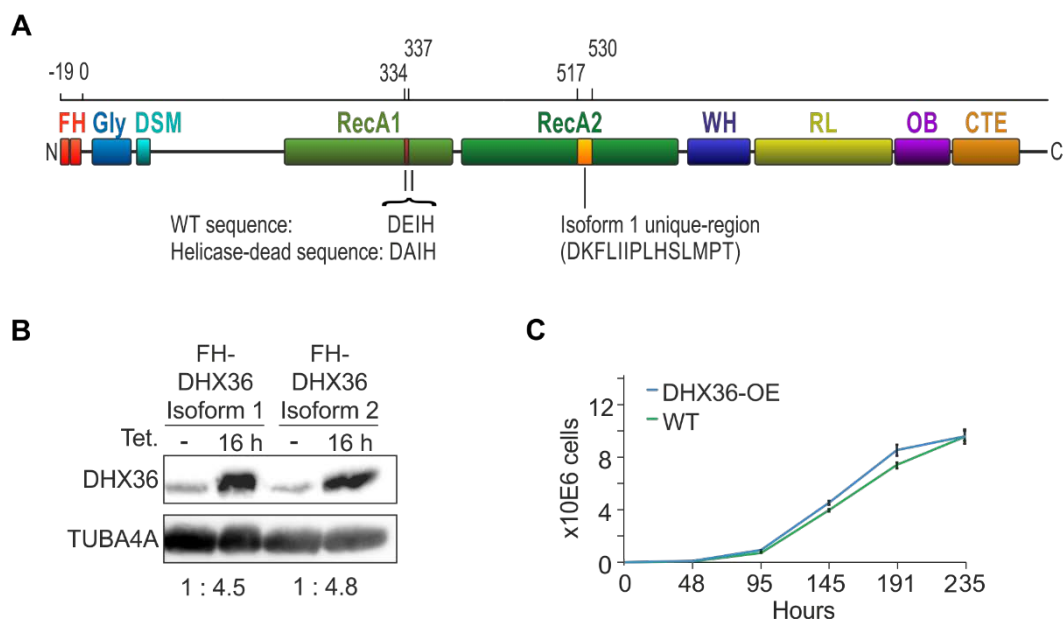 A
337
530
-19 0
334
517
FH Gly DSM RecA1 RecA2 WH RL OB CTE
N
C
WT sequence: DEIH
Helicase-dead sequence: DAIH
Isoform 1 unique-region
(DKFLIIPLHSLMPT)
B
FH-
DHX36
Isoform 1
FH-
DHX36
Isoform 2
Tet. - 16 h - 16 h
DHX36
TUBA4A
1 : 4.5 1 : 4.8
C
DHX36-OE
WT
x10E6 cells
12
8
4
0
0 48 95 145 191 235
Hours